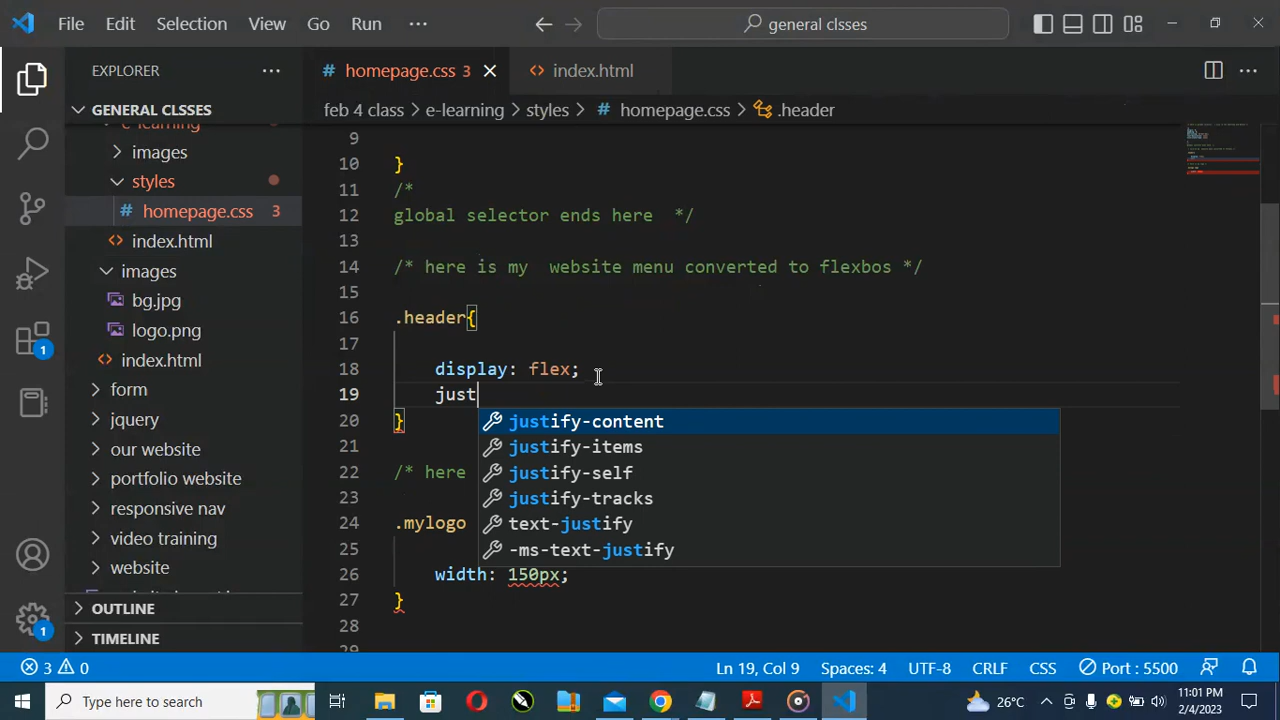 File Edit Selection View Go Run ··· general clsses
EXPLORER ···
GENERAL CLSSES
e-learning
images
styles
homepage.css 3
index.html
images
bg.jpg
logo.png
index.html
form
jquery
our website
portfolio website
responsive nav
video training
website
OUTLINE
TIMELINE
1
1
# homepage.css 3 <> index.html ···
feb 4 class > e-learning > styles > # homepage.css > .header
9
10 }
11 /*
12 global selector ends here */
13
14 /* here is my website menu converted to flexbos */
15
16 .header{
17
18 display: flex;
19 just
20 }
21
22 /* here
23
24 .mylogo
25
26 width: 150px;
27 }
28
justify-content
justify-items
justify-self
justify-tracks
text-justify
-ms-text-justify
3 0 Ln 19, Col 9 Spaces: 4 UTF-8 CRLF CSS Port : 5500
Type here to search 26°C 11:01 PM
2/4/2023